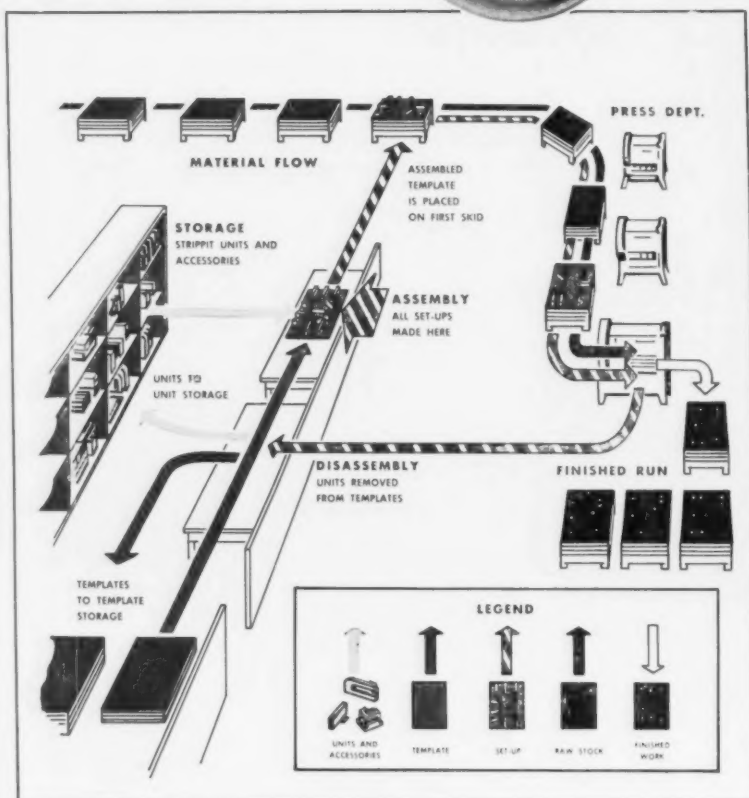 PRESS DEPT.
MATERIAL FLOW
ASSEMBLED
TEMPLATE
IS PLACED
ON FIRST SKID
STORAGE
STRIPPIT UNITS AND
ACCESSORIES
ASSEMBLY
ALL SET-UPS
MADE HERE
UNITS TO
UNIT STORAGE
DISASSEMBLY
UNITS REMOVED
FROM TEMPLATES
FINISHED RUN
TEMPLATES
TO TEMPLATE
STORAGE
LEGEND
UNITS AND
ACCESSORIES
TEMPLATE
SET-UP
RAW STOCK
FINISHED
WORK